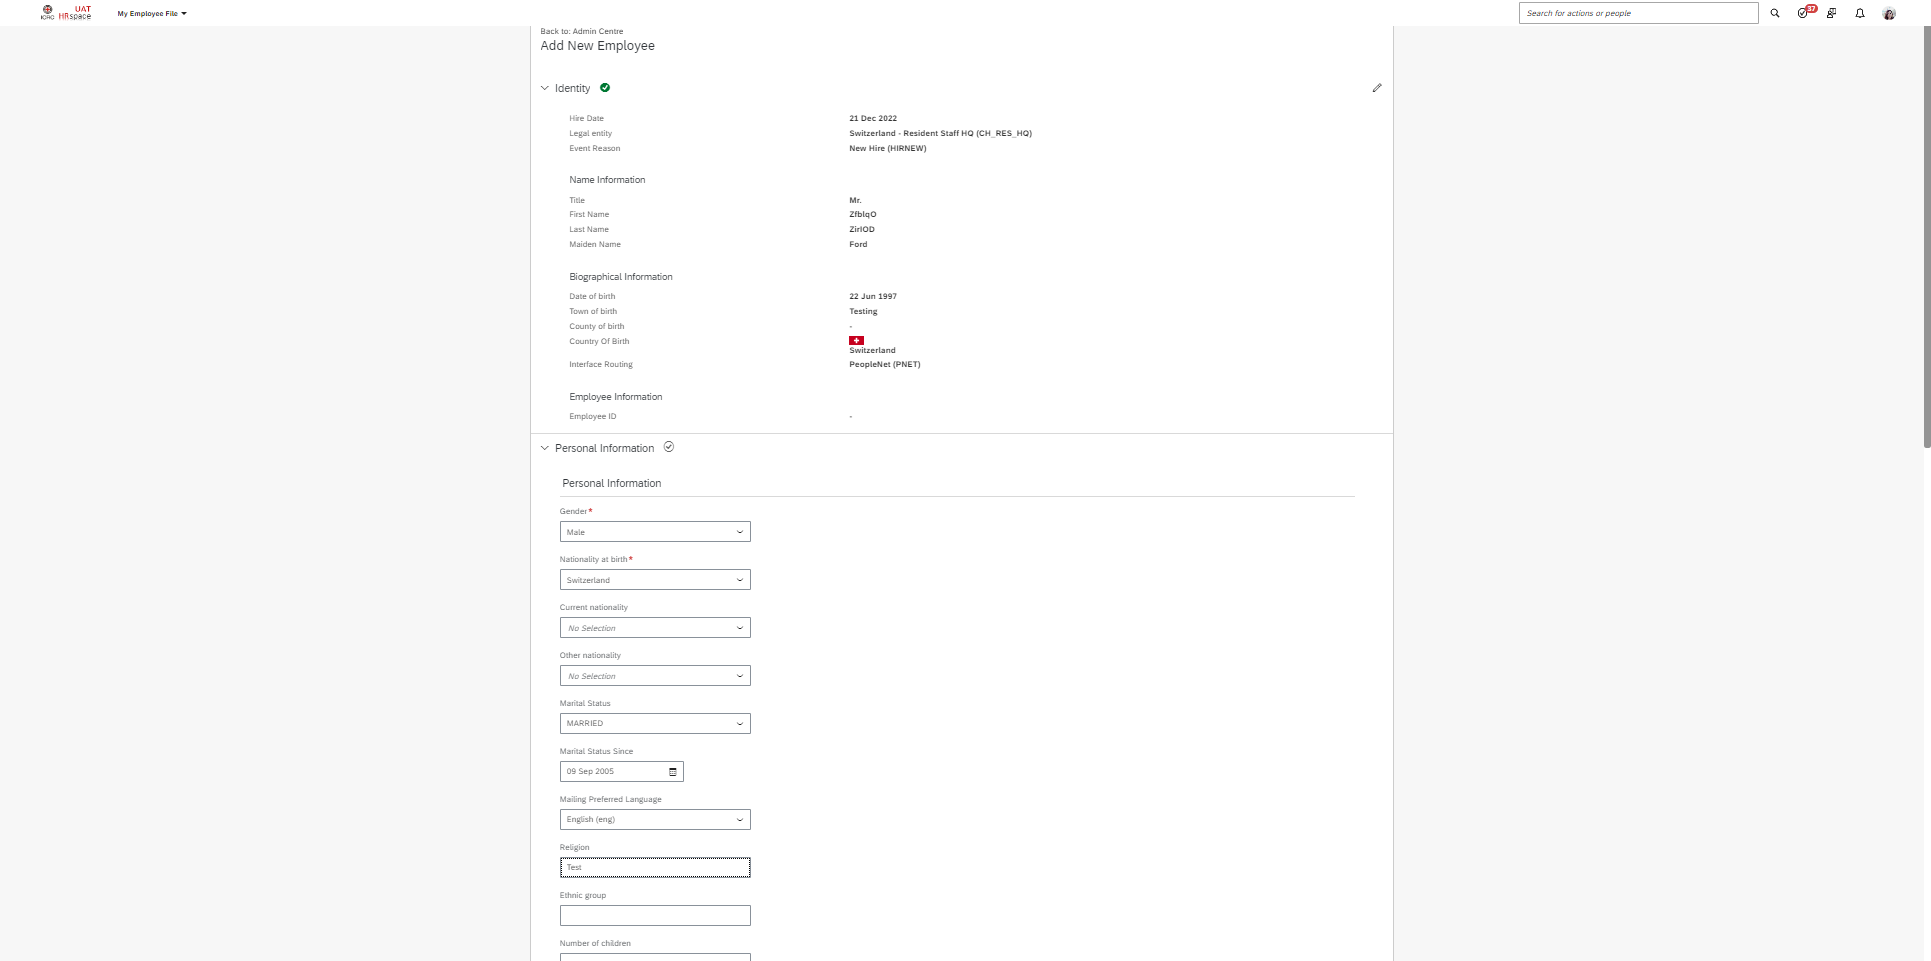 UAT
ICRC HRspace
My Employee File
Search for actions or people
37
Back to: Admin Centre
Add New Employee
Identity
Hire Date 21 Dec 2022
Legal entity Switzerland - Resident Staff HQ (CH_RES_HQ)
Event Reason New Hire (HIRNEW)
Name Information
Title Mr.
First Name ZfblqO
Last Name ZirIOD
Maiden Name Ford
Biographical Information
Date of birth 22 Jun 1997
Town of birth Testing
County of birth -
Country Of Birth
Switzerland
Interface Routing PeopleNet (PNET)
Employee Information
Employee ID -
Personal Information
Personal Information
Gender*
Male
Nationality at birth*
Switzerland
Current nationality
No Selection
Other nationality
No Selection
Marital Status
MARRIED
Marital Status Since
09 Sep 2005
Mailing Preferred Language
English (eng)
Religion
Test
Ethnic group
Number of children